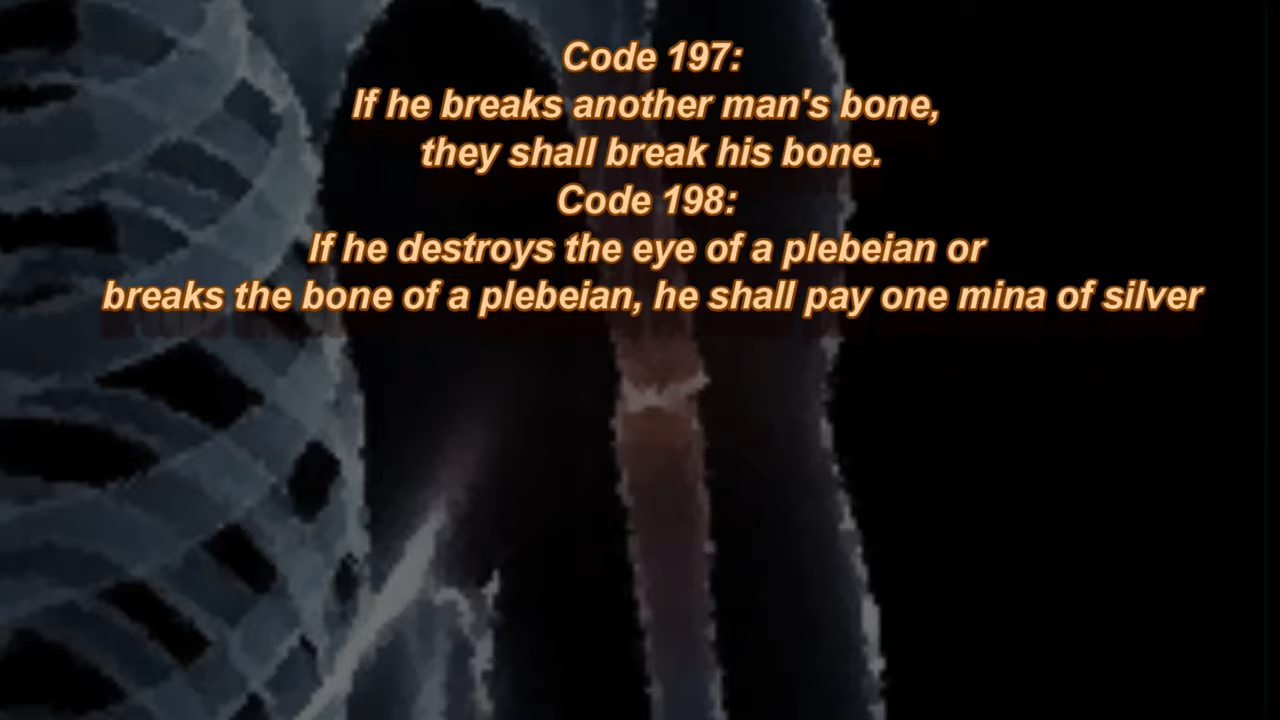 Code 197:
If he breaks another man's bone,
they shall break his bone.
Code 198:
If he destroys the eye of a plebeian or
breaks the bone of a plebeian, he shall pay one mina of silver